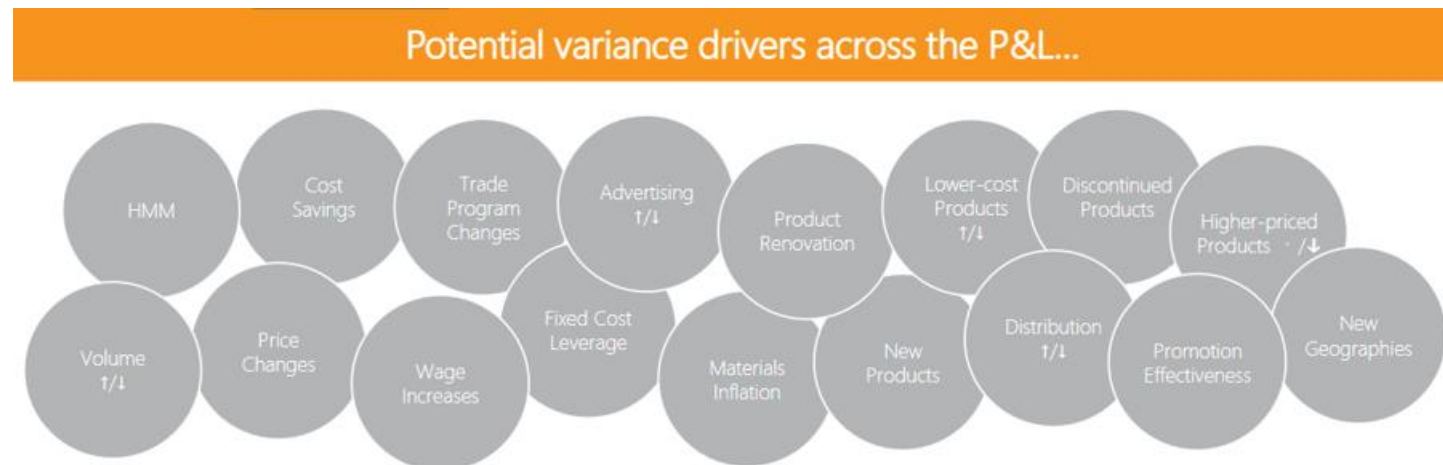 Potential variance drivers across the P&L...
HMM
Cost
Savings
Trade
Program
Changes
Advertising
↑/↓
Product
Renovation
Lower-cost
Products
↑/↓
Discontinued
Products
Higher-priced
Products /↓
Volume
↑/↓
Price
Changes
Wage
Increases
Fixed Cost
Leverage
Materials
Inflation
New
Products
Distribution
↑/↓
Promotion
Effectiveness
New
Geographies